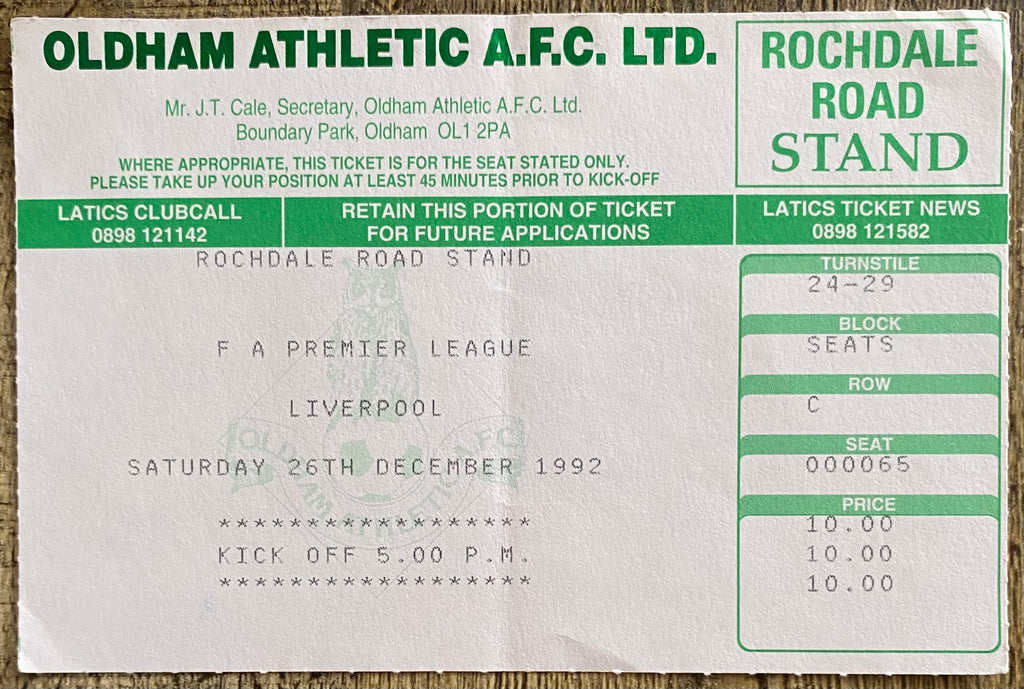 OLDHAM ATHLETIC A.F.C. LTD.
Mr. J.T. Cale, Secretary, Oldham Athletic A.F.C. Ltd.
Boundary Park, Oldham OL1 2PA
WHERE APPROPRIATE, THIS TICKET IS FOR THE SEAT STATED ONLY.
PLEASE TAKE UP YOUR POSITION AT LEAST 45 MINUTES PRIOR TO KICK-OFF
ROCHDALE
ROAD
STAND
LATICS CLUBCALL
0898 121142
RETAIN THIS PORTION OF TICKET
FOR FUTURE APPLICATIONS
LATICS TICKET NEWS
0898 121582
ROCHDALE ROAD STAND
F A PREMIER LEAGUE
LIVERPOOL
OLDHAM ATHLETIC AFC
SATURDAY 26TH DECEMBER 1992
******************
KICK OFF 5.00 P.M.
******************
TURNSTILE
24-29
BLOCK
SEATS
ROW
C
SEAT
000065
PRICE
10.00
10.00
10.00